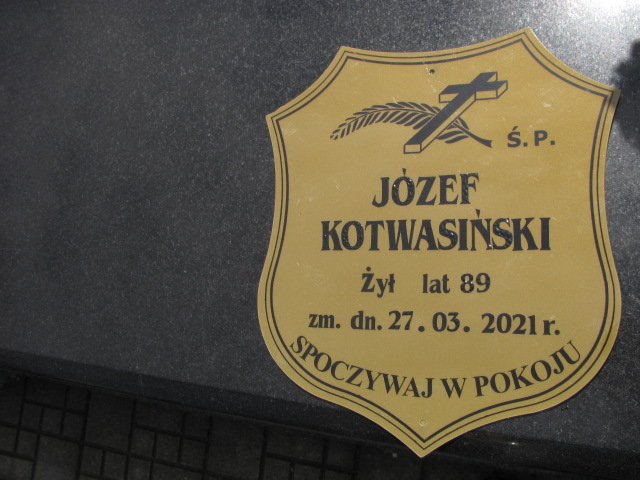 Ś.P.
JÓZEF
KOTWASIŃSKI
Żył lat 89
zm. dn. 27. 03. 2021 r.
SPOCZYWAJ W POKOJU